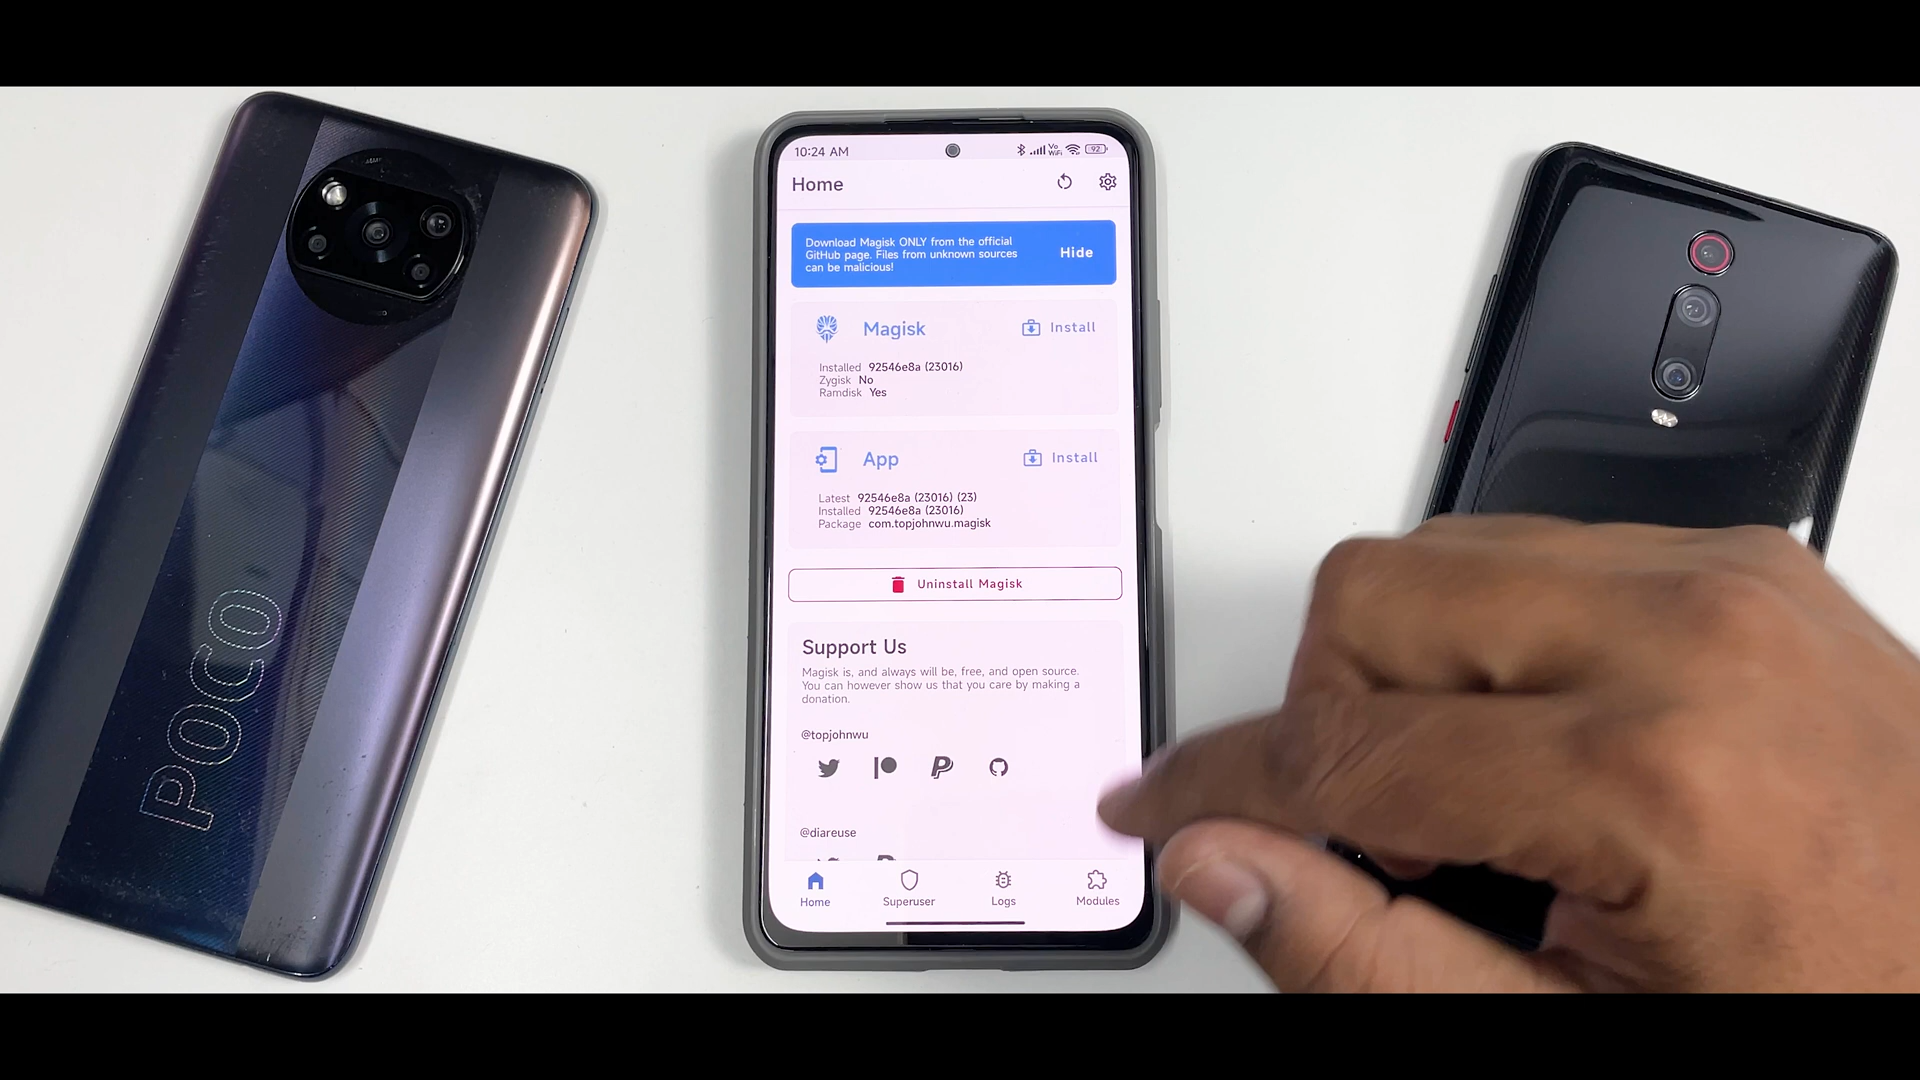 POCO
10:24 AM
Vo
WiFi
92
Home
Download Magisk ONLY from the official
GitHub page. Files from unknown sources
can be malicious!
Hide
Magisk
Install
Installed 92546e8a (23016)
Zygisk No
Ramdisk Yes
App
Install
Latest 92546e8a (23016) (23)
Installed 92546e8a (23016)
Package com.topjohnwu.magisk
Uninstall Magisk
Support Us
Magisk is, and always will be, free, and open source.
You can however show us that you care by making a
donation.
@topjohnwu
@diareuse
Home
Superuser
Logs
Modules